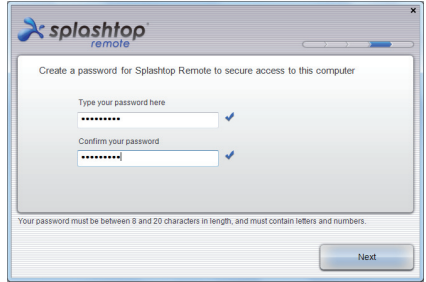 splashtop
remote
Create a password for Splashtop Remote to secure access to this computer
Type your password here
•••••••••
Confirm your password
•••••••••
Your password must be between 8 and 20 characters in length, and must contain letters and numbers.
Next